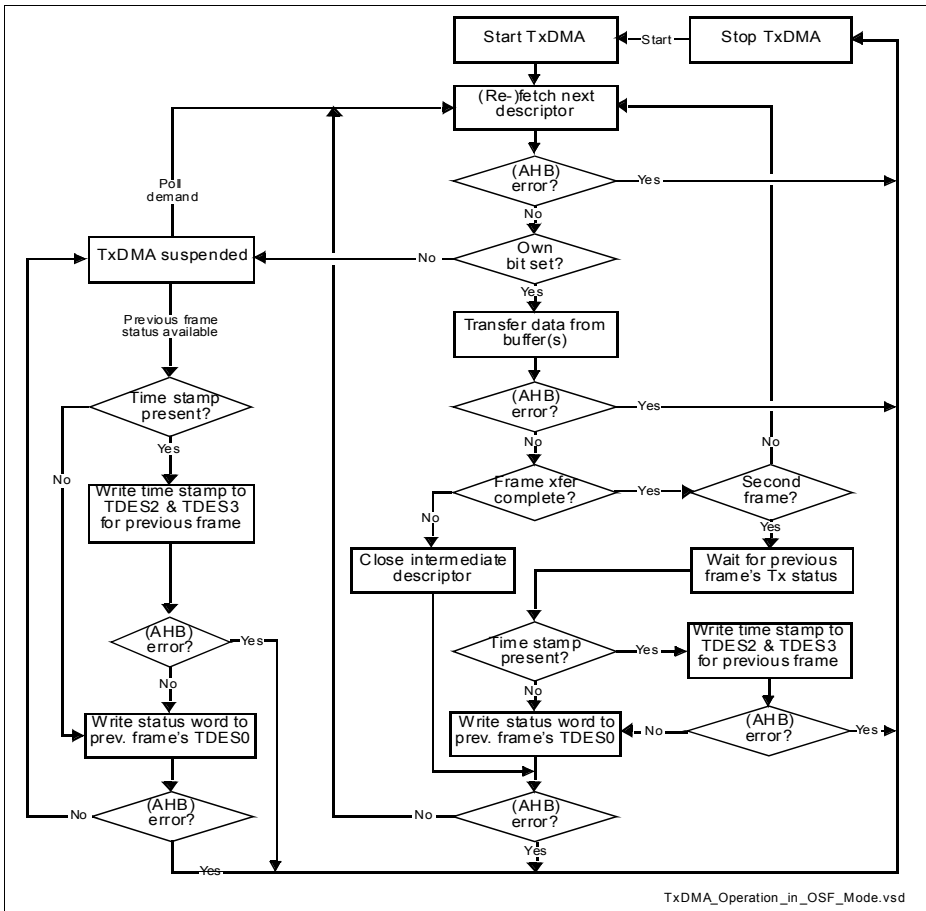 Start TxDMA
Start
Stop TxDMA
(Re-)fetch next
descriptor
(AHB)
error?
Yes
No
Poll
demand
TxDMA suspended
No
Own
bit set?
Yes
Previous frame
status available
Transfer data from
buffer(s)
Time stamp
present?
(AHB)
error?
Yes
No
No
Yes
No
Write time stamp to
TDES2 & TDES3
for previous frame
Frame xfer
complete?
Yes
Second
frame?
No
Yes
Close intermediate
descriptor
Wait for previous
frame's Tx status
(AHB)
error?
Yes
No
Time stamp
present?
Yes
Write time stamp to
TDES2 & TDES3
for previous frame
No
Write status word to
prev. frame's TDES0
Write status word to
prev. frame's TDES0
No
(AHB)
error?
Yes
No
(AHB)
error?
No
(AHB)
error?
Yes
Yes
TxDMA_Operation_in_OSF_Mode.vsd